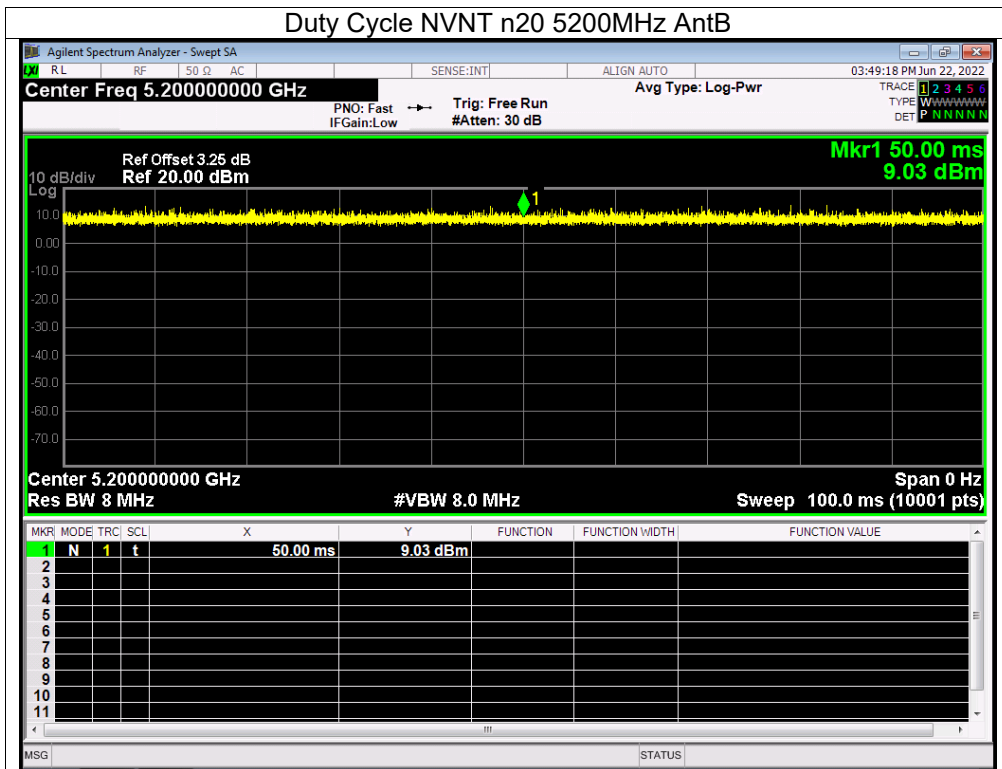 Duty Cycle NVNT n20 5200MHz AntB
Agilent Spectrum Analyzer - Swept SA
LXI RL RF 50 Ω AC SENSE:INT ALIGN AUTO 03:49:18 PM Jun 22, 2022
Center Freq 5.200000000 GHz Avg Type: Log-Pwr TRACE 1 2 3 4 5 6
PNO: Fast Trig: Free Run TYPE WWWWWWW
IFGain:Low #Atten: 30 dB DET P N N N N N
Mkr1 50.00 ms
Ref Offset 3.25 dB
10 dB/div Ref 20.00 dBm 9.03 dBm
Log
1
10.0
0.00
-10.0
-20.0
-30.0
-40.0
-50.0
-60.0
-70.0
Center 5.200000000 GHz Span 0 Hz
Res BW 8 MHz #VBW 8.0 MHz Sweep 100.0 ms (10001 pts)
MKR MODE TRC SCL X Y FUNCTION FUNCTION WIDTH FUNCTION VALUE
1 N 1 t 50.00 ms 9.03 dBm
2
3
4
5
6
7
8
9
10
11
MSG STATUS